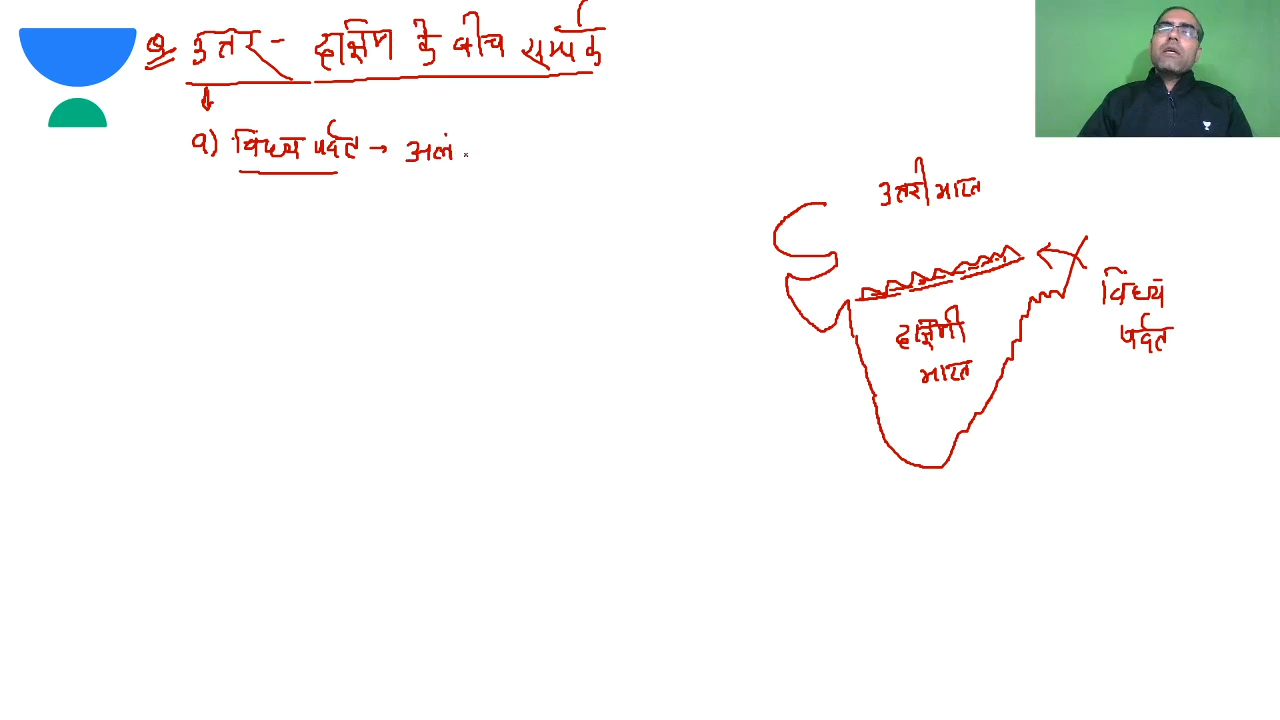 Q उत्तर - दक्षिण के बीच सम्पर्क
a) विंध्य पर्वत → अलं
उत्तरी भारत
विंध्य
पर्वत
दक्षिणी
भारत